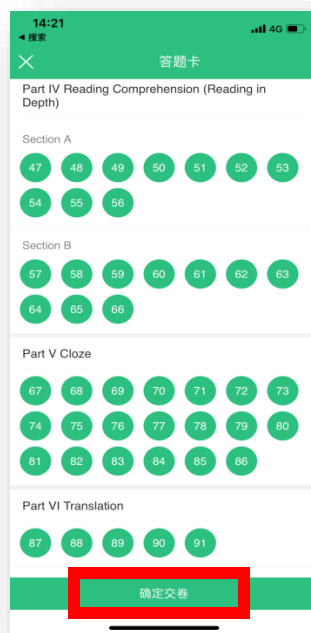 14:21
◀ 搜索
4G
答题卡
Part IV Reading Comprehension (Reading in
Depth)
Section A
47 48 49 50 51 52 53
54 55 56
Section B
57 58 59 60 61 62 63
64 65 66
Part V Cloze
67 68 69 70 71 72 73
74 75 76 77 78 79 80
81 82 83 84 85 86
Part VI Translation
87 88 89 90 91
确定交卷